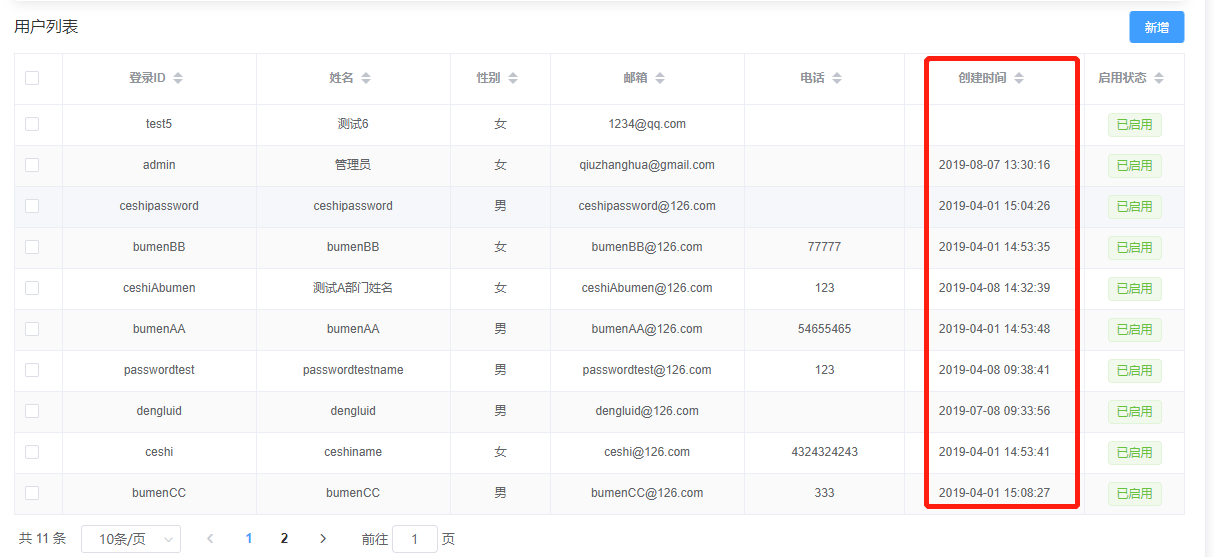 用户列表
新增
登录ID 姓名 性别 邮箱 电话 创建时间 启用状态
test5 测试6 女 1234@qq.com 已启用
admin 管理员 女 qiuzhanghua@gmail.com 2019-08-07 13:30:16 已启用
ceshipassword ceshipassword 男 ceshipassword@126.com 2019-04-01 15:04:26 已启用
bumenBB bumenBB 女 bumenBB@126.com 77777 2019-04-01 14:53:35 已启用
ceshiAbumen 测试A部门姓名 女 ceshiAbumen@126.com 123 2019-04-08 14:32:39 已启用
bumenAA bumenAA 男 bumenAA@126.com 54655465 2019-04-01 14:53:48 已启用
passwordtest passwordtestname 男 passwordtest@126.com 123 2019-04-08 09:38:41 已启用
dengluid dengluid 男 dengluid@126.com 2019-07-08 09:33:56 已启用
ceshi ceshiname 女 ceshi@126.com 4324324243 2019-04-01 14:53:41 已启用
bumenCC bumenCC 男 bumenCC@126.com 333 2019-04-01 15:08:27 已启用
共 11 条 10条/页 1 2 前往 1 页